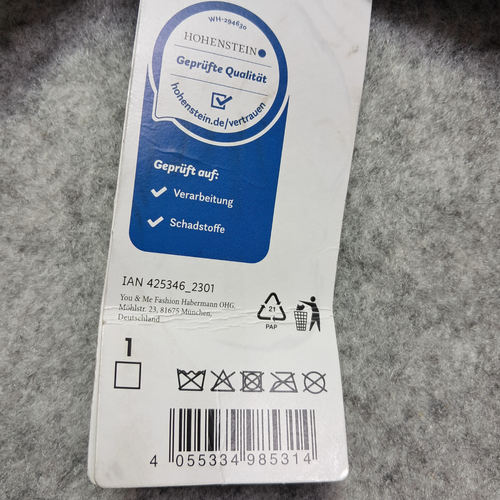 WH-294630
HOHENSTEIN
Geprüfte Qualität
hohenstein.de/vertrauen
Geprüft auf:
Verarbeitung
Schadstoffe
IAN 425346_2301
You & Me Fashion Habermann OHG,
Möhlstr. 23, 81675 München,
Deutschland
21
PAP
1
4 055334 985314